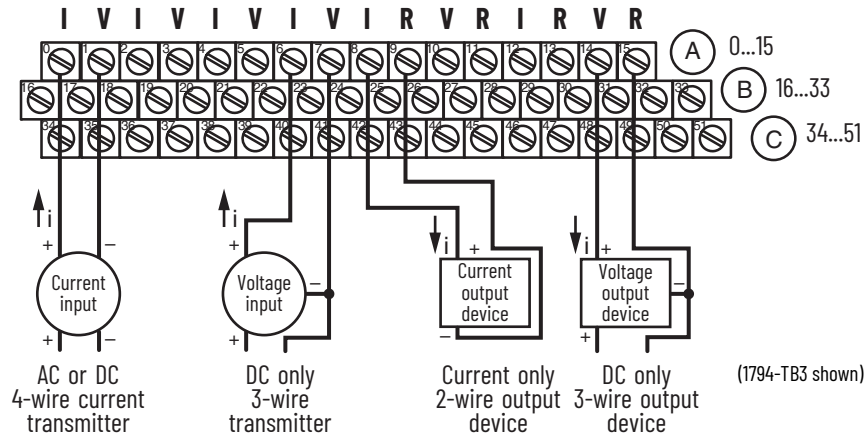 I V I V I V I V I R V R I R V R
0 1 2 3 4 5 6 7 8 9 10 11 12 13 14 15
A 0...15
16 17 18 19 20 21 22 23 24 25 26 27 28 29 30 31 32 33
B 16...33
34 35 36 37 38 39 40 41 42 43 44 45 46 47 48 49 50 51
C 34...51
i i i i
+ – + + +
Current input
Voltage input
–
Current output device
Voltage output device
–
+ – + – +
AC or DC
4-wire current
transmitter
DC only
3-wire
transmitter
Current only
2-wire output
device
DC only
3-wire output
device
(1794-TB3 shown)